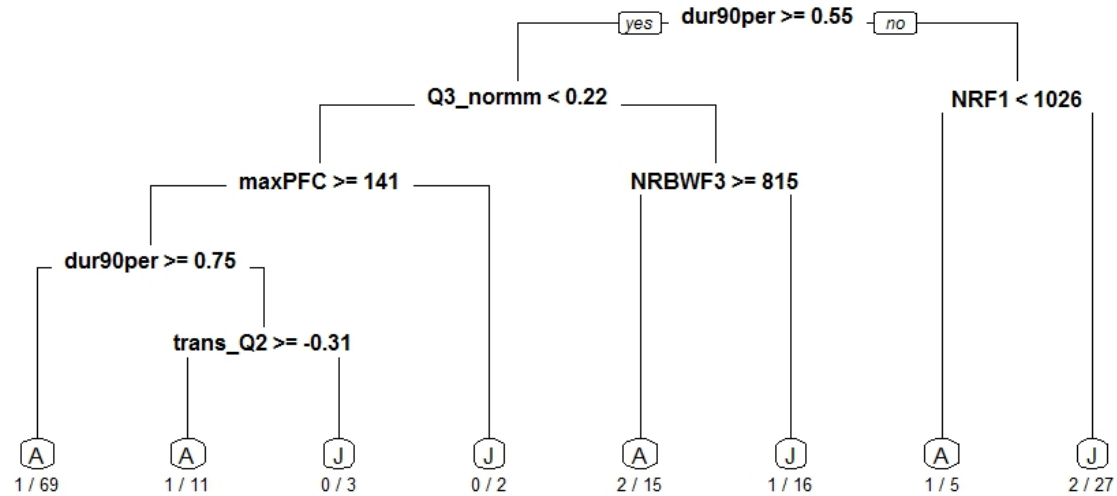 yes dur90per >= 0.55 no
Q3_normm < 0.22 NRF1 < 1026
maxPFC >= 141 NRBWF3 >= 815
dur90per >= 0.75
trans_Q2 >= -0.31
A A J J A J A J
1 / 69 1 / 11 0 / 3 0 / 2 2 / 15 1 / 16 1 / 5 2 / 27